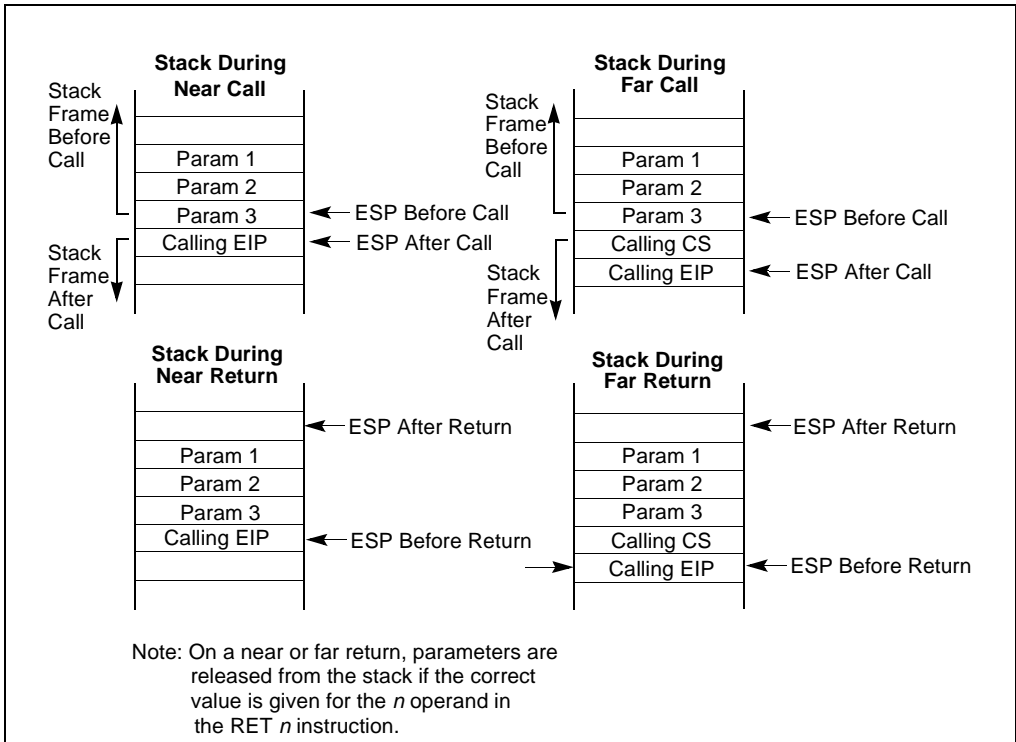 Stack During
Near Call
Stack
Frame
Before
Call
Param 1
Param 2
Param 3
Calling EIP
ESP Before Call
ESP After Call
Stack
Frame
After
Call
Stack During
Far Call
Stack
Frame
Before
Call
Param 1
Param 2
Param 3
Calling CS
Calling EIP
ESP Before Call
ESP After Call
Stack
Frame
After
Call
Stack During
Near Return
ESP After Return
Param 1
Param 2
Param 3
Calling EIP
ESP Before Return
Stack During
Far Return
ESP After Return
Param 1
Param 2
Param 3
Calling CS
Calling EIP
ESP Before Return
Note: On a near or far return, parameters are
released from the stack if the correct
value is given for the n operand in
the RET n instruction.